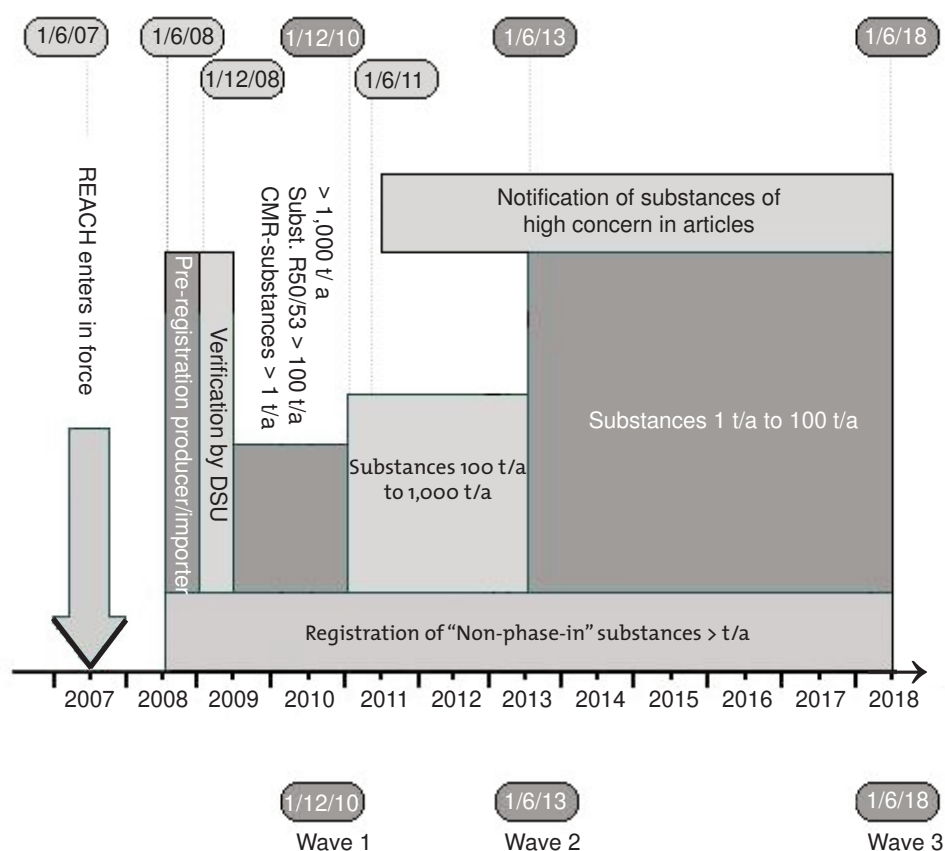 1/6/07
1/6/08
1/12/10
1/6/13
1/6/18
1/12/08
1/6/11
REACH enters in force
Pre-registration producer/importer
Verification by DSU
> 1,000 t/a
Subst. R50/53 > 100 t/a
CMR-substances > 1 t/a
Notification of substances of
high concern in articles
Substances 100 t/a
to 1,000 t/a
Substances 1 t/a to 100 t/a
Registration of “Non-phase-in” substances > t/a
2007 2008 2009 2010 2011 2012 2013 2014 2015 2016 2017 2018
1/12/10
1/6/13
1/6/18
Wave 1
Wave 2
Wave 3